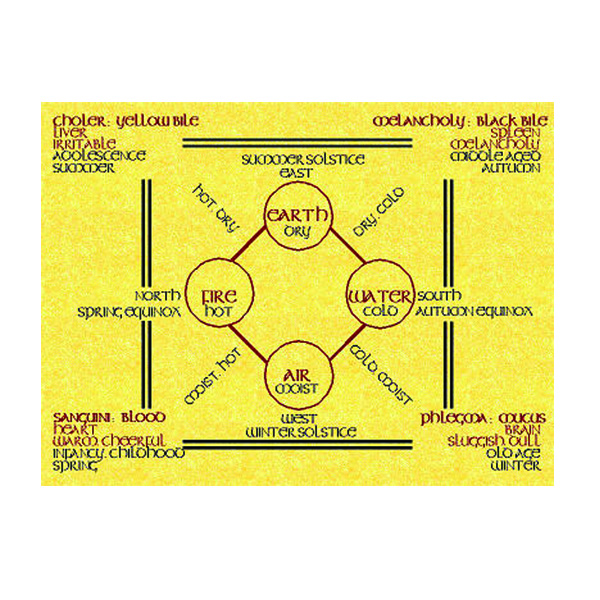 Choler: Yellow Bile
Liver
Irritable
Adolescence
Summer
Melancholy: Black Bile
Spleen
Melancholy
Middle Aged
Autumn
Summer Solstice
East
Hot, Dry
Dry, Cold
Earth
Dry
North
Spring Equinox
Fire
Hot
Water
Cold
South
Autumn Equinox
Moist, Hot
Cold, Moist
Air
Moist
West
Winter Solstice
Sanguini: Blood
Heart
Warm, Cheerful
Infancy, Childhood
Spring
Phlegma: Mucus
Brain
Sluggish, Dull
Old Age
Winter